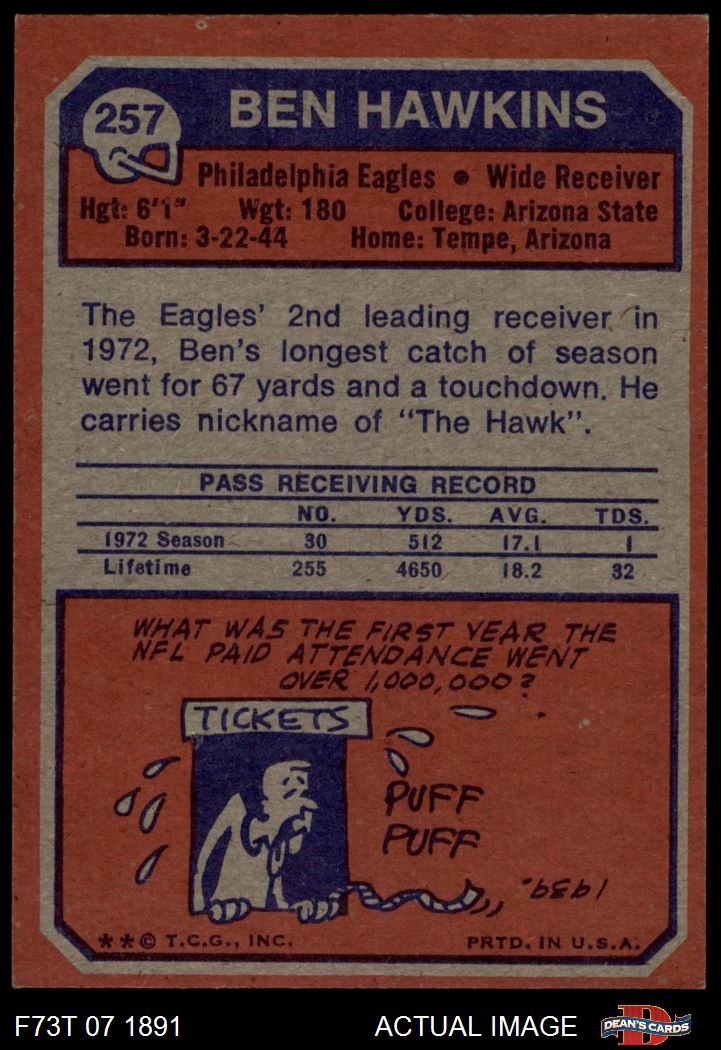 257
BEN HAWKINS
Philadelphia Eagles • Wide Receiver
Hgt: 6'1" Wgt: 180 College: Arizona State
Born: 3-22-44 Home: Tempe, Arizona
The Eagles' 2nd leading receiver in
1972, Ben's longest catch of season
went for 67 yards and a touchdown. He
carries nickname of "The Hawk".
PASS RECEIVING RECORD
NO. YDS. AVG. TDS.
1972 Season 30 512 17.1 1
Lifetime 255 4650 18.2 32
WHAT WAS THE FIRST YEAR THE
NFL PAID ATTENDANCE WENT
OVER 1,000,000?
TICKETS
PUFF
PUFF
1939.
**© T.C.G., INC. PRTD. IN U.S.A.
F73T 07 1891 ACTUAL IMAGE D DEAN'S CARDS